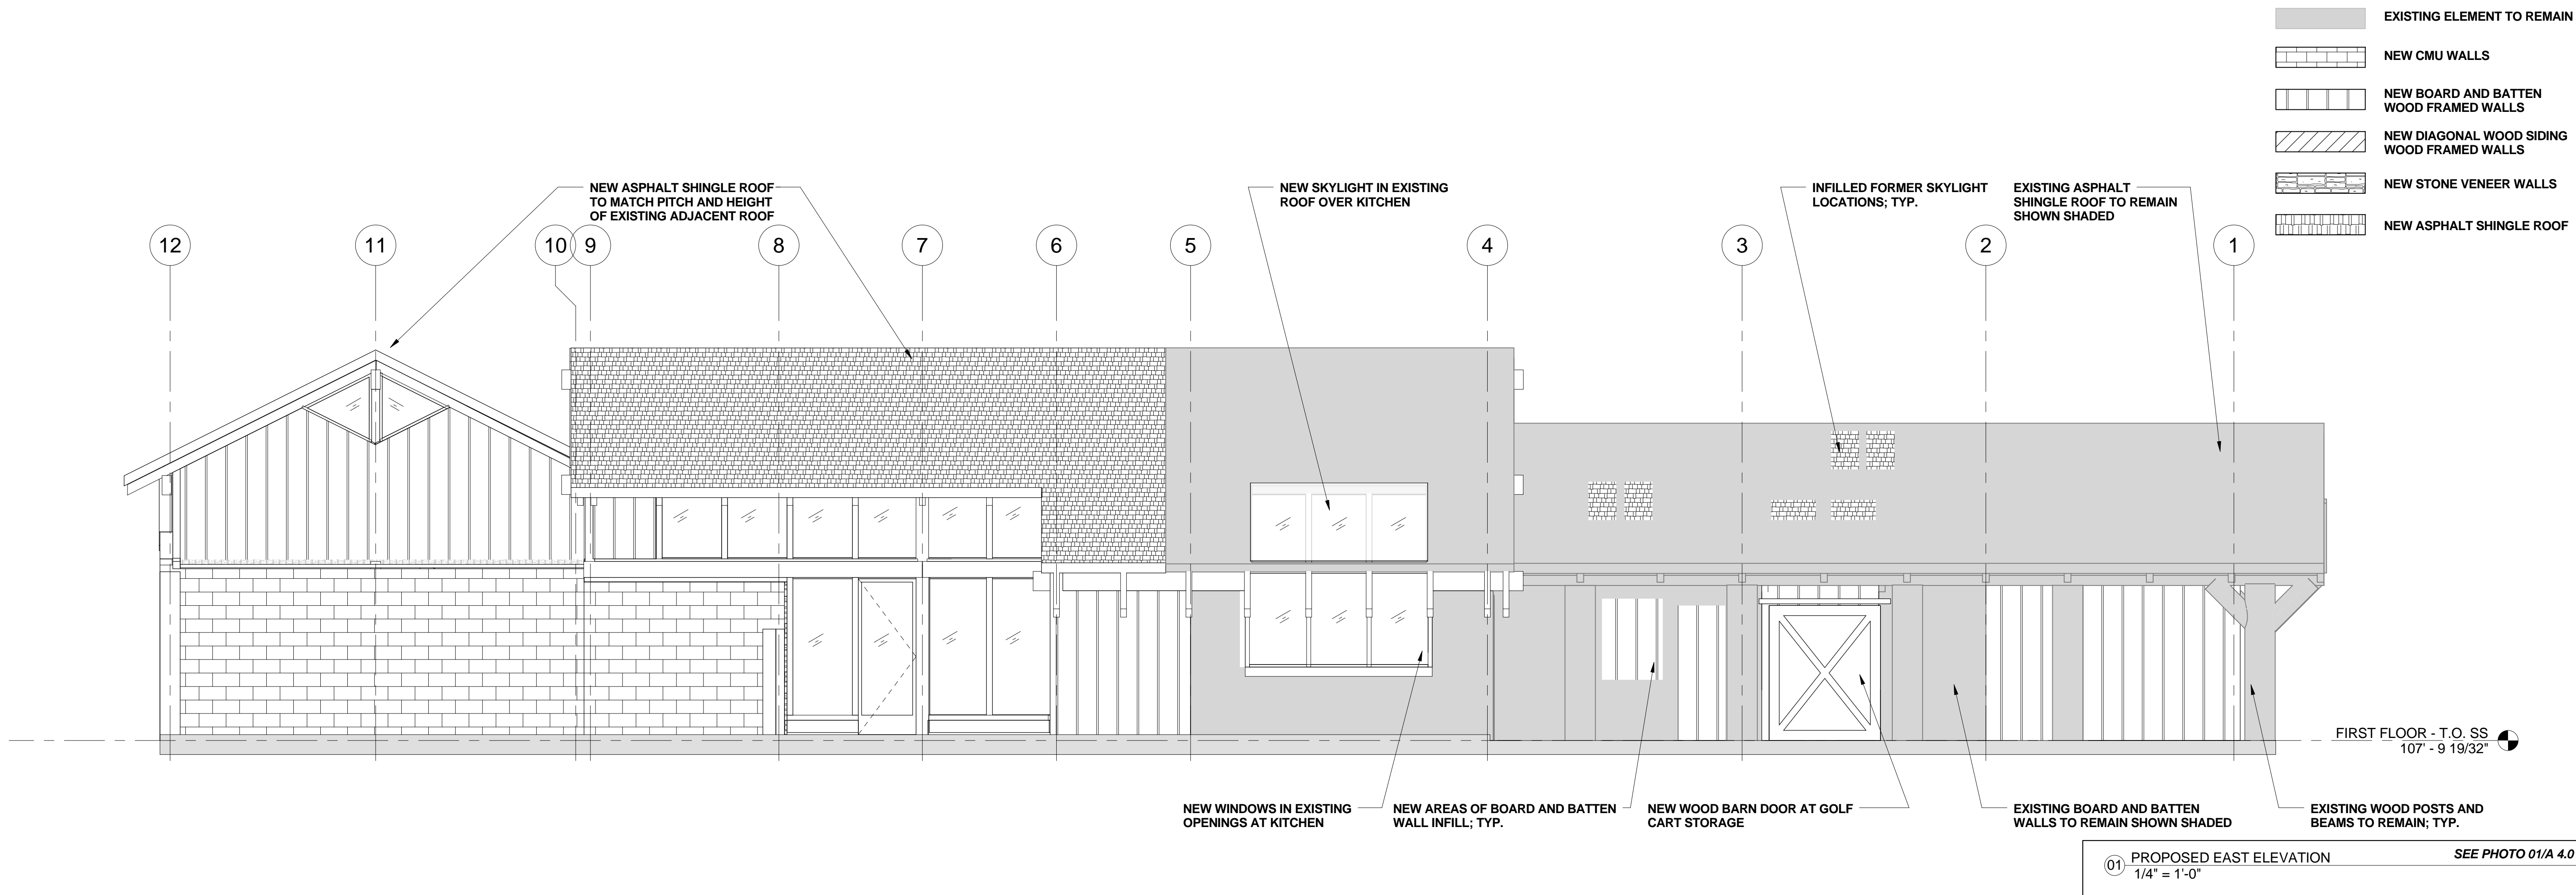 EXISTING ELEMENT TO REMAIN
NEW CMU WALLS
NEW BOARD AND BATTEN
WOOD FRAMED WALLS
NEW DIAGONAL WOOD SIDING
WOOD FRAMED WALLS
NEW STONE VENEER WALLS
NEW ASPHALT SHINGLE ROOF
NEW ASPHALT SHINGLE ROOF
TO MATCH PITCH AND HEIGHT
OF EXISTING ADJACENT ROOF
NEW SKYLIGHT IN EXISTING
ROOF OVER KITCHEN
INFILLED FORMER SKYLIGHT
LOCATIONS; TYP.
EXISTING ASPHALT
SHINGLE ROOF TO REMAIN
SHOWN SHADED
12
11
10
9
8
7
6
5
4
3
2
1
FIRST FLOOR - T.O. SS
107' - 9 19/32"
NEW WINDOWS IN EXISTING
OPENINGS AT KITCHEN
NEW AREAS OF BOARD AND BATTEN
WALL INFILL; TYP.
NEW WOOD BARN DOOR AT GOLF
CART STORAGE
EXISTING BOARD AND BATTEN
WALLS TO REMAIN SHOWN SHADED
EXISTING WOOD POSTS AND
BEAMS TO REMAIN; TYP.
01 PROPOSED EAST ELEVATION
SEE PHOTO 01/A 4.0
1/4" = 1'-0"